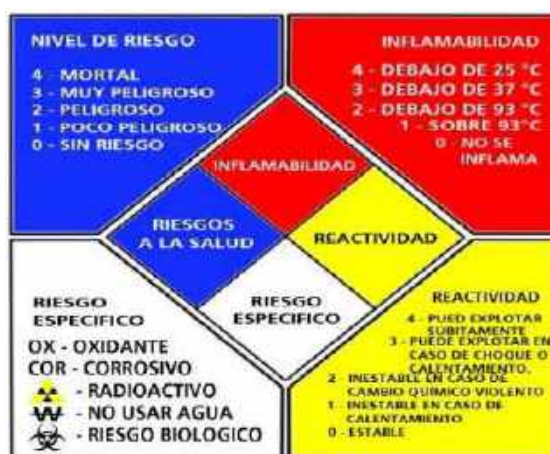 NIVEL DE RIESGO
4 - MORTAL
3 - MUY PELIGROSO
2 - PELIGROSO
1 - POCO PELIGROSO
0 - SIN RIESGO
INFLAMABILIDAD
4 - DEBAJO DE 25 °C
3 - DEBAJO DE 37 °C
2 - DEBAJO DE 93 °C
1 - SOBRE 93°C
0 - NO SE
INFLAMA
INFLAMABILIDAD
RIESGOS
A LA SALUD
REACTIVIDAD
RIESGO
ESPECIFICO
RIESGO
ESPECIFICO
OX - OXIDANTE
COR - CORROSIVO
- RADIOACTIVO
W - NO USAR AGUA
- RIESGO BIOLOGICO
REACTIVIDAD
4 - PUED EXPLOTAR
SUBITAMENTE
3 - PUEDE EXPLOTAR EN
CASO DE CHOQUE O
CALENTAMIENTO.
2 - INESTABLE EN CASO DE
CAMBIO QUIMICO VIOLENTO
1 - INESTABLE EN CASO DE
CALENTAMIENTO
0 - ESTABLE